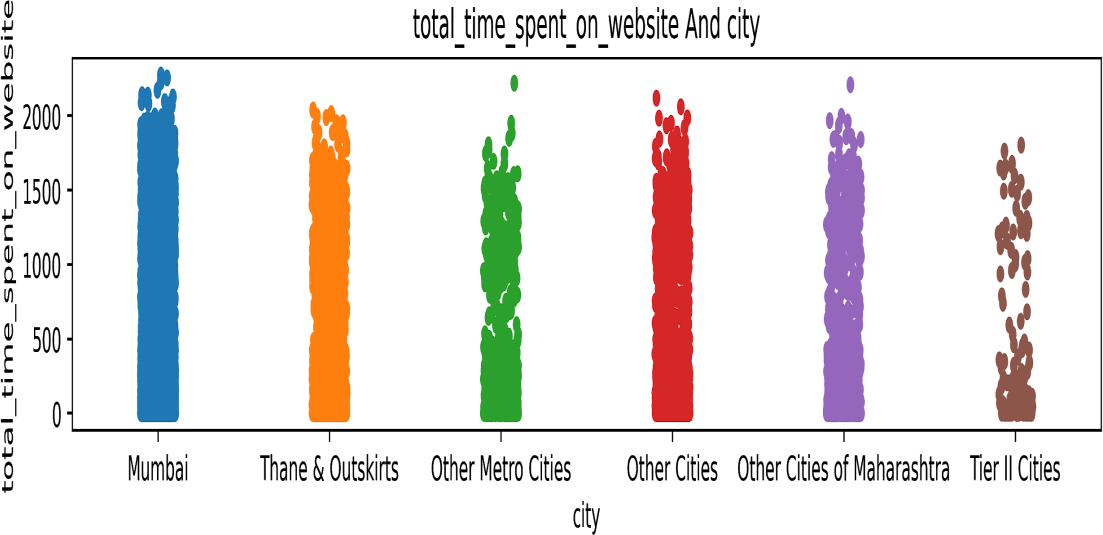 total_time_spent_on_website And city
total_time_spent_on_website
2000
1500
1000
500
0
Mumbai Thane & Outskirts Other Metro Cities Other Cities Other Cities of Maharashtra Tier II Cities
city